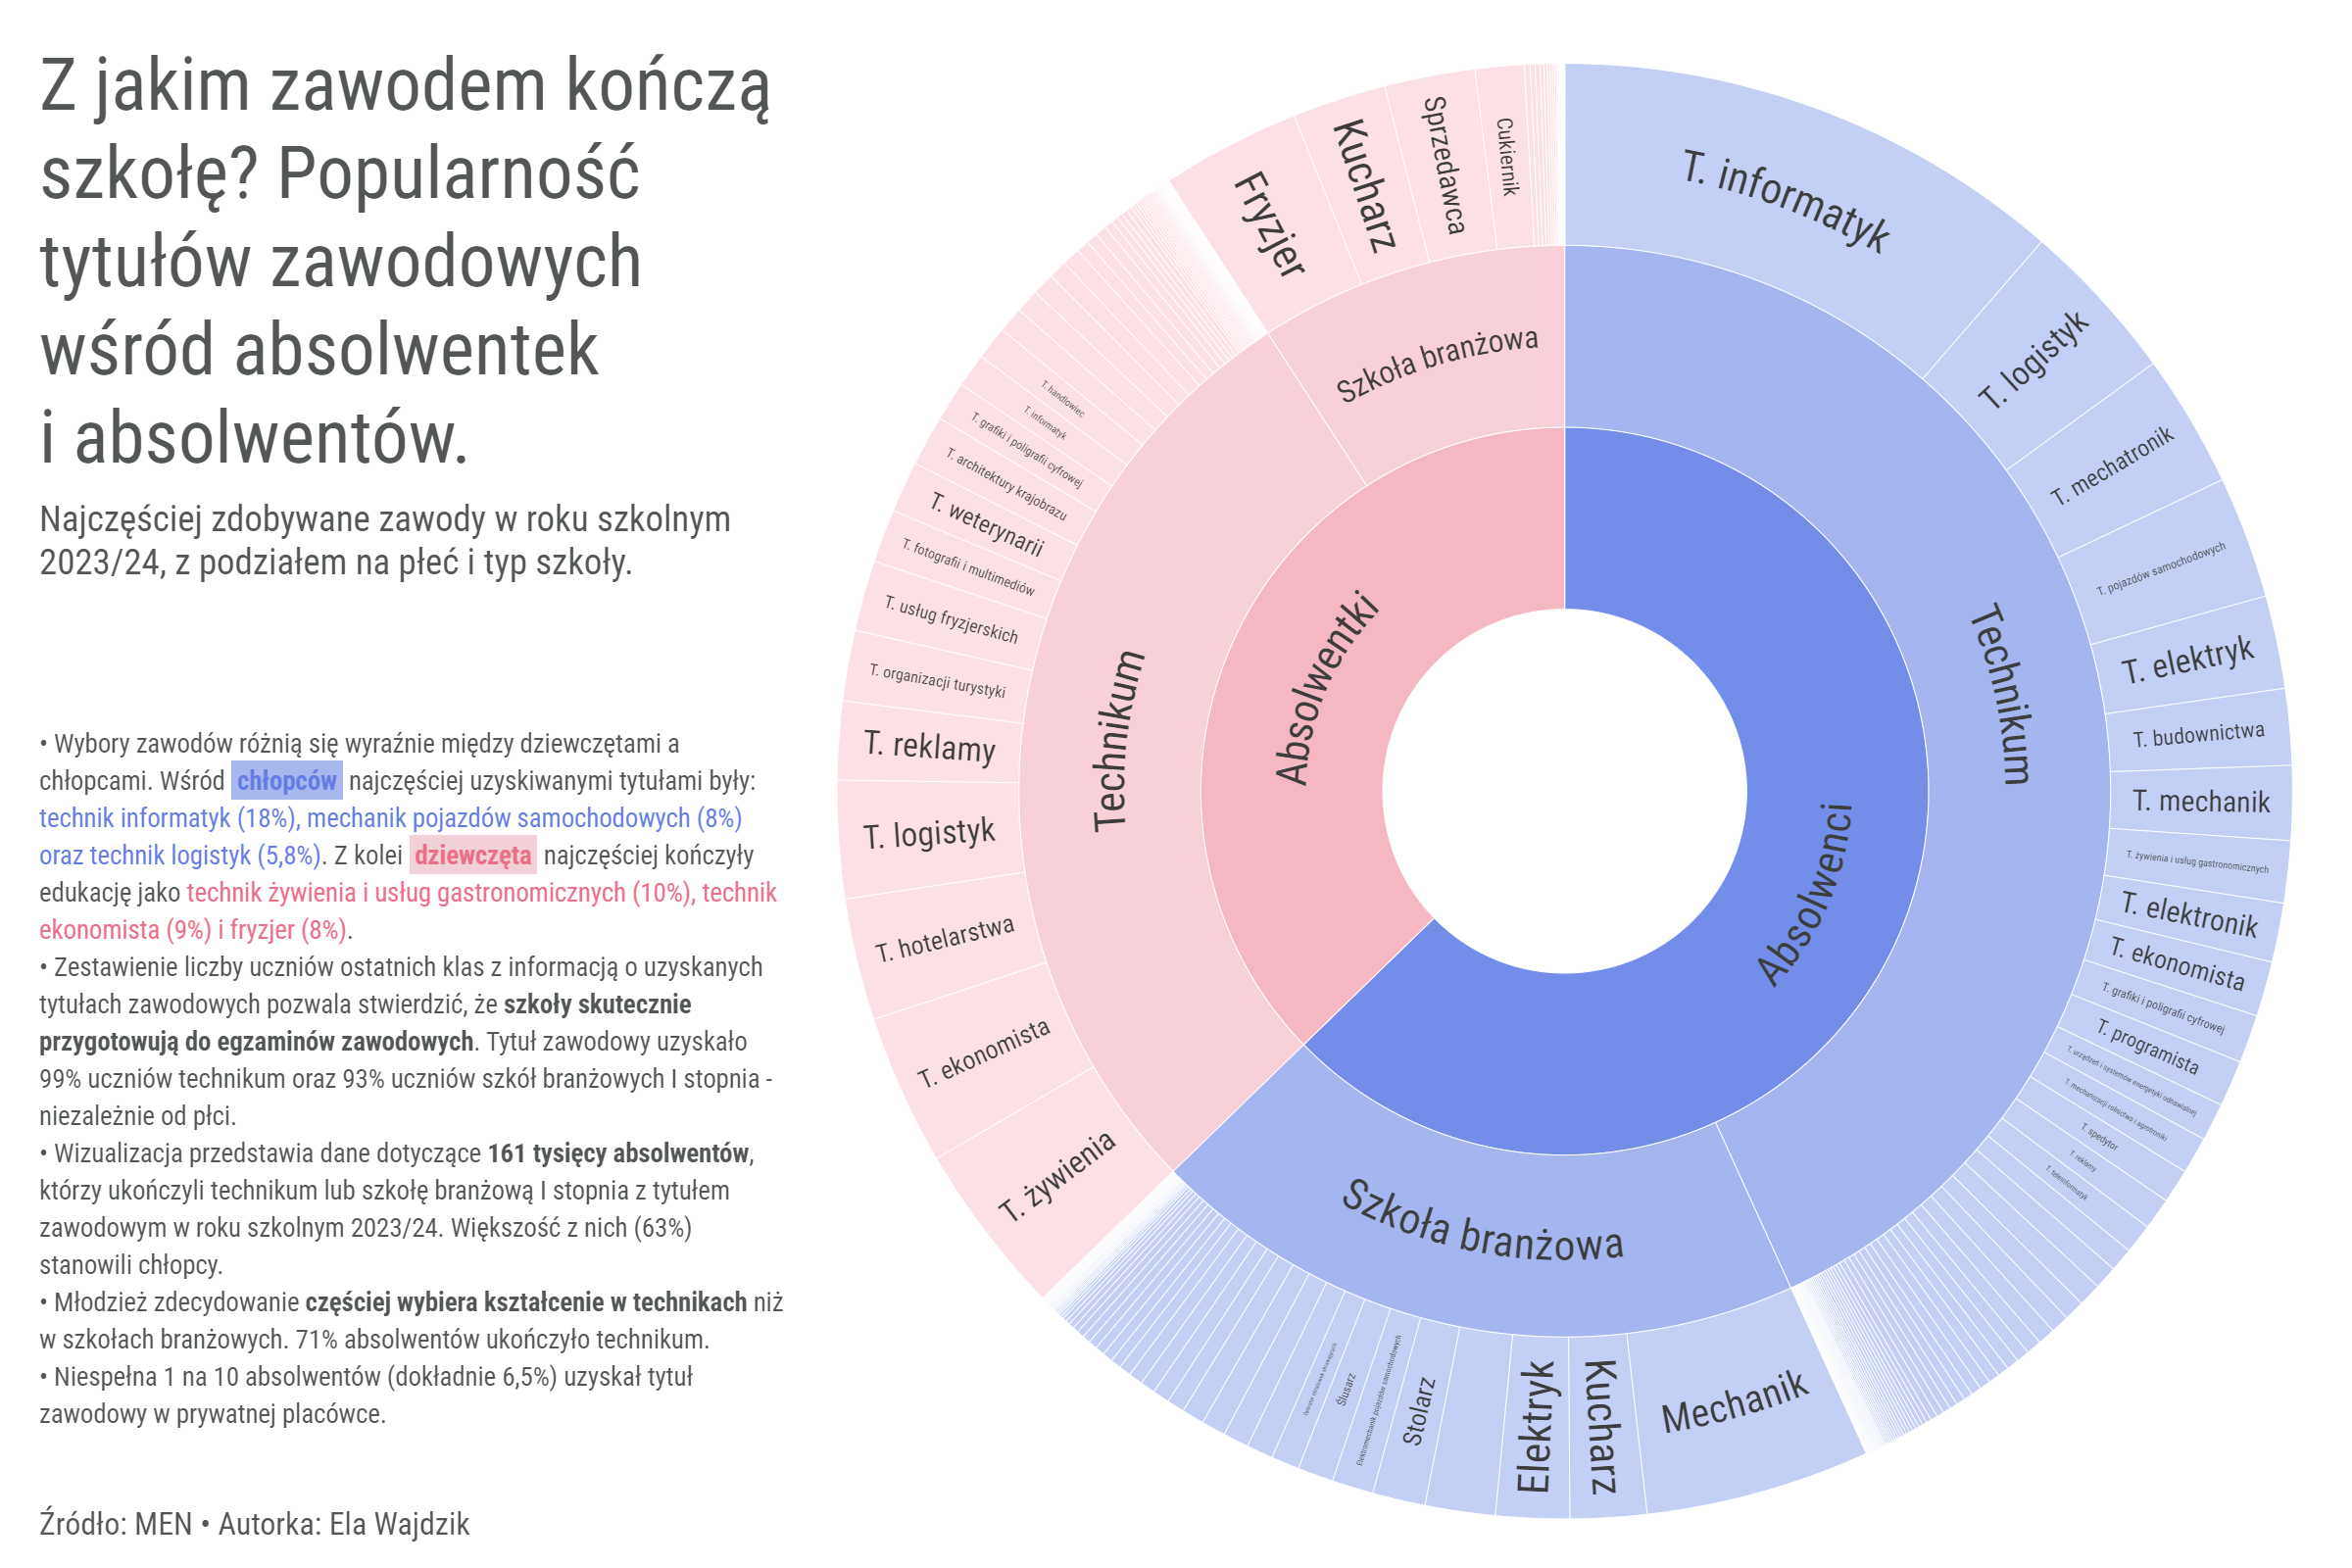 Z jakim zawodem kończą
szkołę? Popularność
tytułów zawodowych
wśród absolwentek
i absolwentów.
Najczęściej zdobywane zawody w roku szkolnym
2023/24, z podziałem na płeć i typ szkoły.
• Wybory zawodów różnią się wyraźnie między dziewczętami a
chłopcami. Wśród chłopców najczęściej uzyskiwanymi tytułami były:
technik informatyk (18%), mechanik pojazdów samochodowych (8%)
oraz technik logistyk (5,8%). Z kolei dziewczęta najczęściej kończyły
edukację jako technik żywienia i usług gastronomicznych (10%), technik
ekonomista (9%) i fryzjer (8%).
• Zestawienie liczby uczniów ostatnich klas z informacją o uzyskanych
tytułach zawodowych pozwala stwierdzić, że szkoły skutecznie
przygotowują do egzaminów zawodowych. Tytuł zawodowy uzyskało
99% uczniów technikum oraz 93% uczniów szkół branżowych I stopnia -
niezależnie od płci.
• Wizualizacja przedstawia dane dotyczące 161 tysięcy absolwentów,
którzy ukończyli technikum lub szkołę branżową I stopnia z tytułem
zawodowym w roku szkolnym 2023/24. Większość z nich (63%)
stanowili chłopcy.
• Młodzież zdecydowanie częściej wybiera kształcenie w technikach niż
w szkołach branżowych. 71% absolwentów ukończyło technikum.
• Niespełna 1 na 10 absolwentów (dokładnie 6,5%) uzyskał tytuł
zawodowy w prywatnej placówce.
Źródło: MEN • Autorka: Ela Wajdzik
Absolwenci
Technikum
T. informatyk
T. logistyk
T. mechatronik
T. pojazdów samochodowych
T. elektryk
T. budownictwa
T. mechanik
T. żywienia i usług gastronomicznych
T. elektronik
T. ekonomista
T. grafiki i poligrafii cyfrowej
T. programista
T. urządzeń i systemów energetyki odnawialnej
T. mechanizacji rolnictwa i agrotroniki
T. spedytor
T. reklamy
T. teleinformatyk
Szkoła branżowa
Mechanik
Kucharz
Elektryk
Stolarz
Elektromechanik pojazdów samochodowych
Ślusarz
Absolwentki
Technikum
T. żywienia
T. ekonomista
T. hotelarstwa
T. logistyk
T. reklamy
T. organizacji turystyki
T. usług fryzjerskich
T. fotografii i multimediów
T. weterynarii
T. architektury krajobrazu
T. grafiki i poligrafii cyfrowej
T. informatyk
T. handlowiec
Szkoła branżowa
Fryzjer
Kucharz
Sprzedawca
Cukiernik